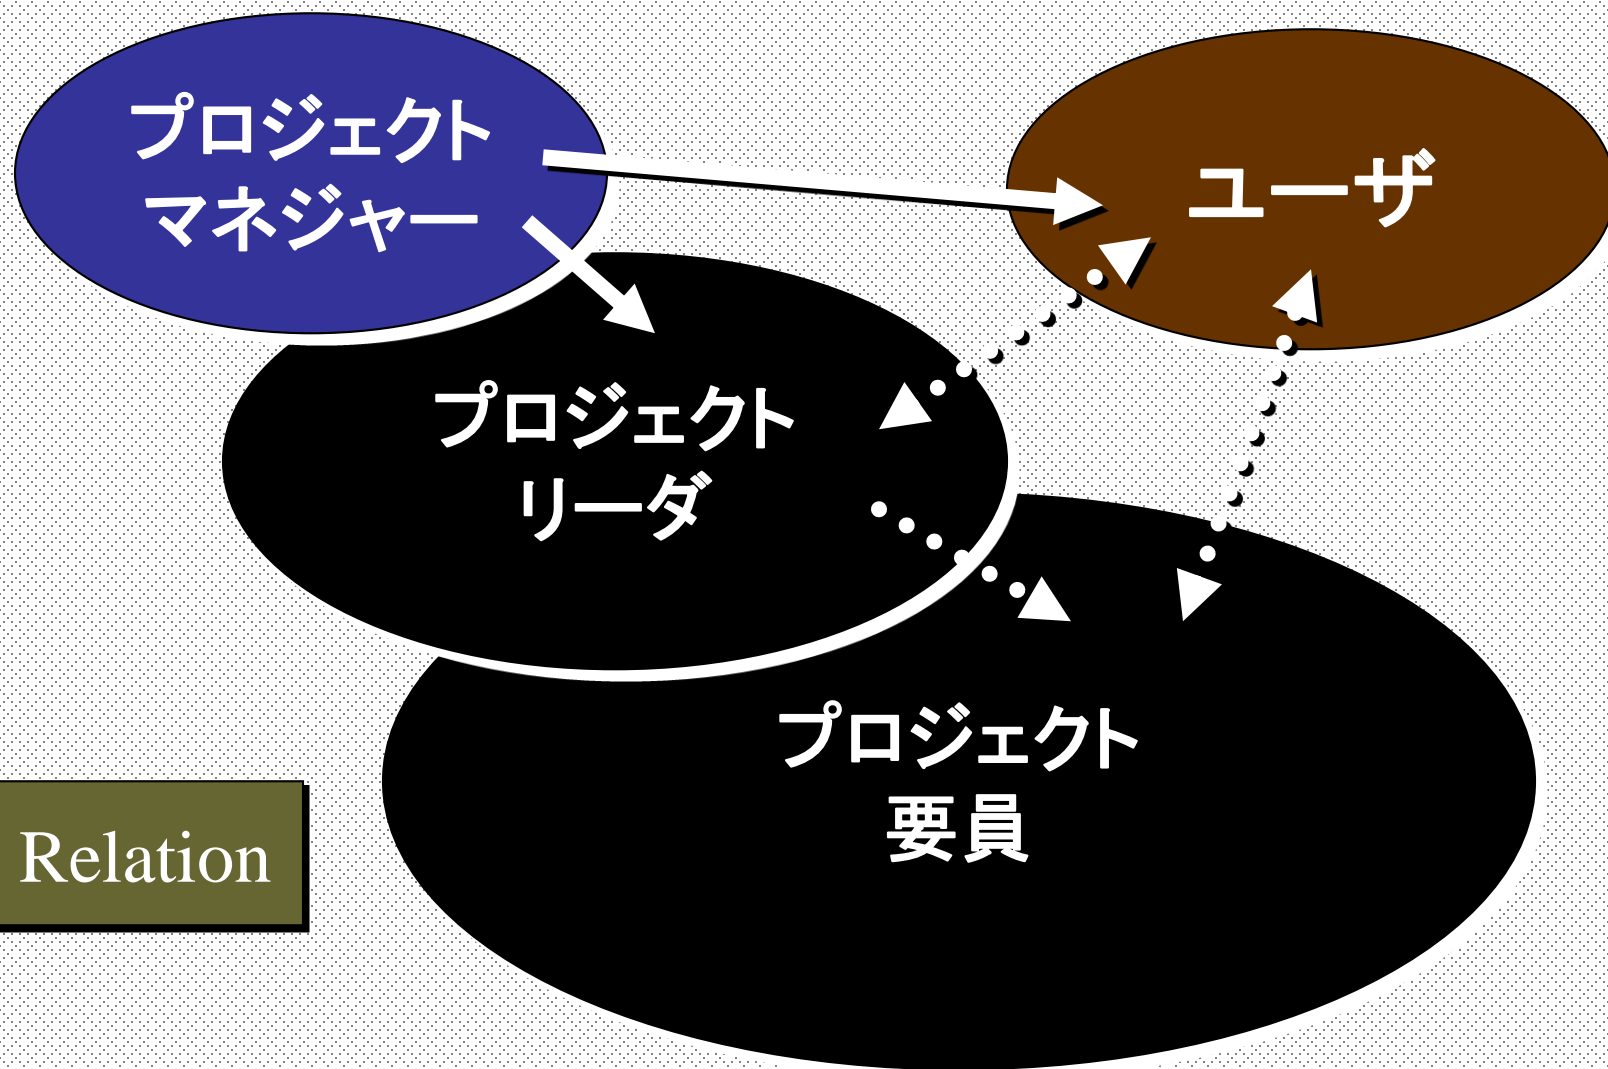 プロジェクト
マネジャー
ユーザ
プロジェクト
リーダ
プロジェクト
要員
Relation